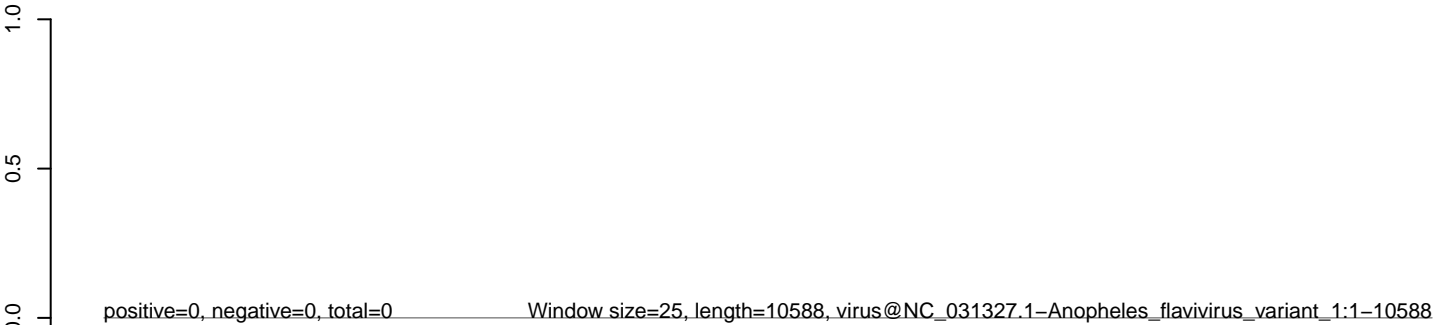 1.0
0.5
0.0
positive=0, negative=0, total=0
Window size=25, length=10588, virus@NC_031327.1−Anopheles_flavivirus_variant_1:1−10588